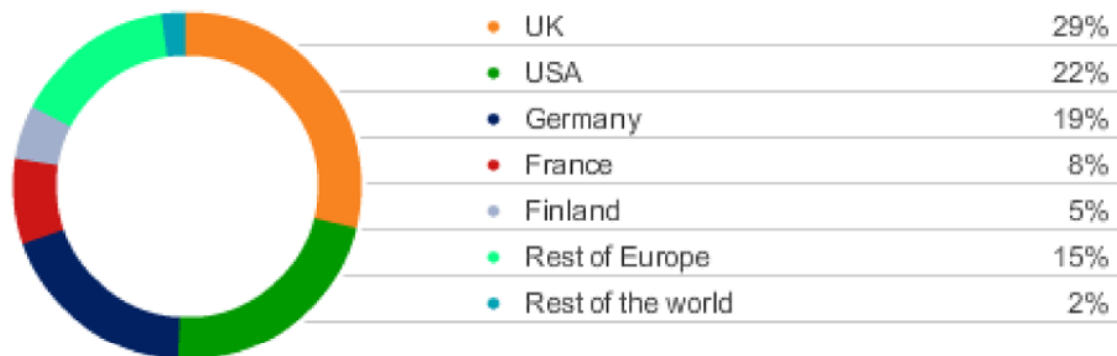 UK 29%
USA 22%
Germany 19%
France 8%
Finland 5%
Rest of Europe 15%
Rest of the world 2%